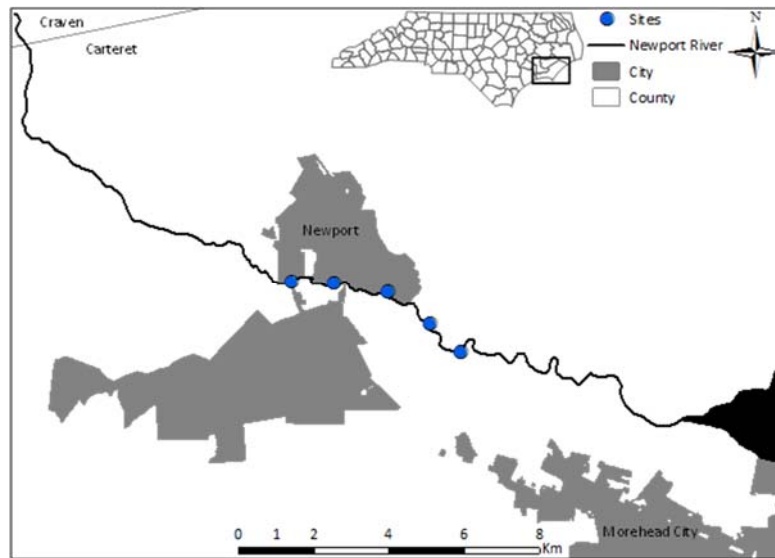 Craven
Carteret
Sites
Newport River
City
County
N
Newport
Morehead City
0 1 2 4 6 8
Km